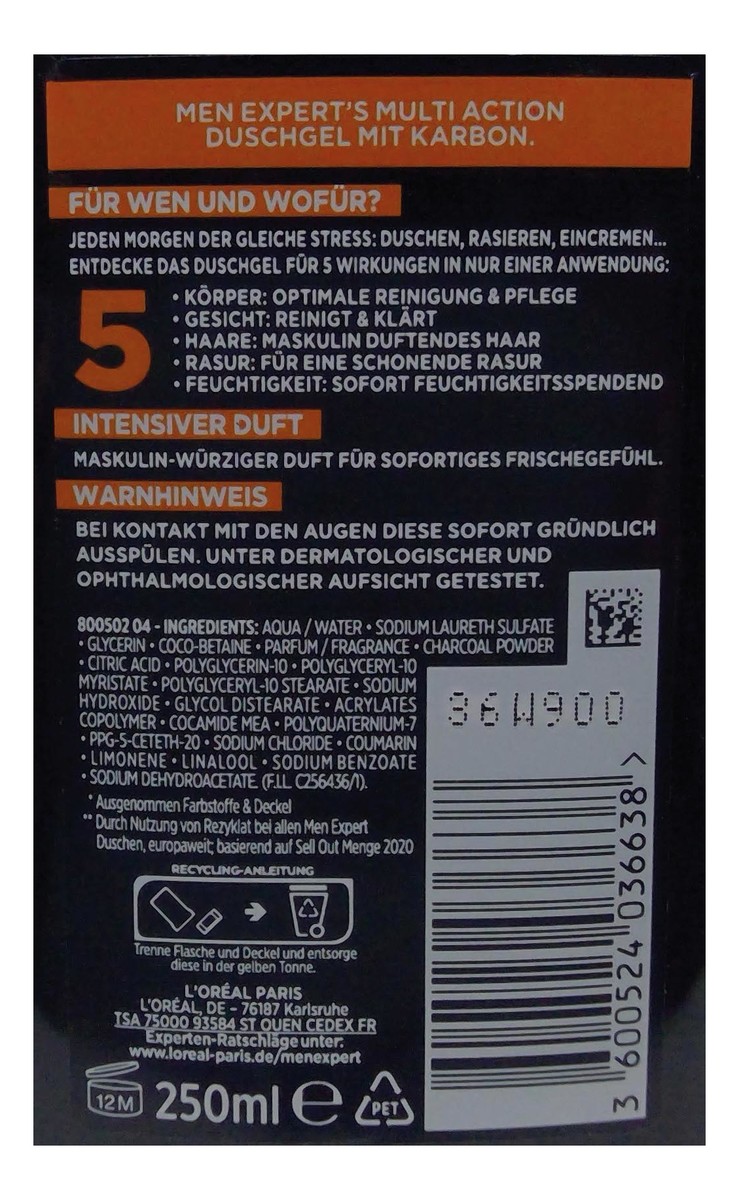 MEN EXPERT'S MULTI ACTION
DUSCHGEL MIT KARBON.
FÜR WEN UND WOFÜR?
JEDEN MORGEN DER GLEICHE STRESS: DUSCHEN, RASIEREN, EINCREMEN...
ENTDECKE DAS DUSCHGEL FÜR 5 WIRKUNGEN IN NUR EINER ANWENDUNG:
5
• KÖRPER: OPTIMALE REINIGUNG & PFLEGE
• GESICHT: REINIGT & KLÄRT
• HAARE: MASKULIN DUFTENDES HAAR
• RASUR: FÜR EINE SCHONENDE RASUR
• FEUCHTIGKEIT: SOFORT FEUCHTIGKEITSSPENDEND
INTENSIVER DUFT
MASKULIN-WÜRZIGER DUFT FÜR SOFORTIGES FRISCHEGEFÜHL.
WARNHINWEIS
BEI KONTAKT MIT DEN AUGEN DIESE SOFORT GRÜNDLICH
AUSSPÜLEN. UNTER DERMATOLOGISCHER UND
OPHTHALMOLOGISCHER AUFSICHT GETESTET.
800502 04 - INGREDIENTS: AQUA / WATER • SODIUM LAURETH SULFATE
• GLYCERIN • COCO-BETAINE • PARFUM / FRAGRANCE • CHARCOAL POWDER
• CITRIC ACID • POLYGLYCERIN-10 • POLYGLYCERYL-10
MYRISTATE • POLYGLYCERYL-10 STEARATE • SODIUM
HYDROXIDE • GLYCOL DISTEARATE • ACRYLATES
COPOLYMER • COCAMIDE MEA • POLYQUATERNIUM-7
• PPG-5-CETETH-20 • SODIUM CHLORIDE • COUMARIN
• LIMONENE • LINALOOL • SODIUM BENZOATE
• SODIUM DEHYDROACETATE. (F.I.L. C256436/1).
* Ausgenommen Farbstoffe & Deckel
** Durch Nutzung von Rezyklat bei allen Men Expert
Duschen, europaweit; basierend auf Sell Out Menge 2020
RECYCLING-ANLEITUNG
Trenne Flasche und Deckel und entsorge
diese in der gelben Tonne.
L'ORÉAL PARIS
L'ORÉAL, DE - 76187 Karlsruhe
TSA 75000 93584 ST OUEN CEDEX FR
Experten-Ratschläge unter:
www.loreal-paris.de/menexpert
12M 250ml e PET
36W900
3 600524 036638 >